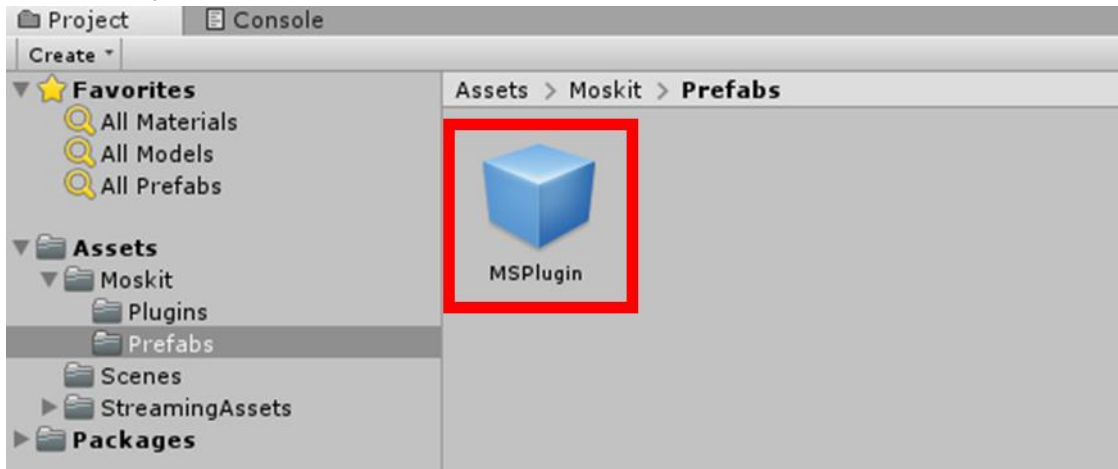 Project
Console
Create
Favorites
All Materials
All Models
All Prefabs
Assets
Moskit
Plugins
Prefabs
Scenes
StreamingAssets
Packages
Assets > Moskit > Prefabs
MSPlugin